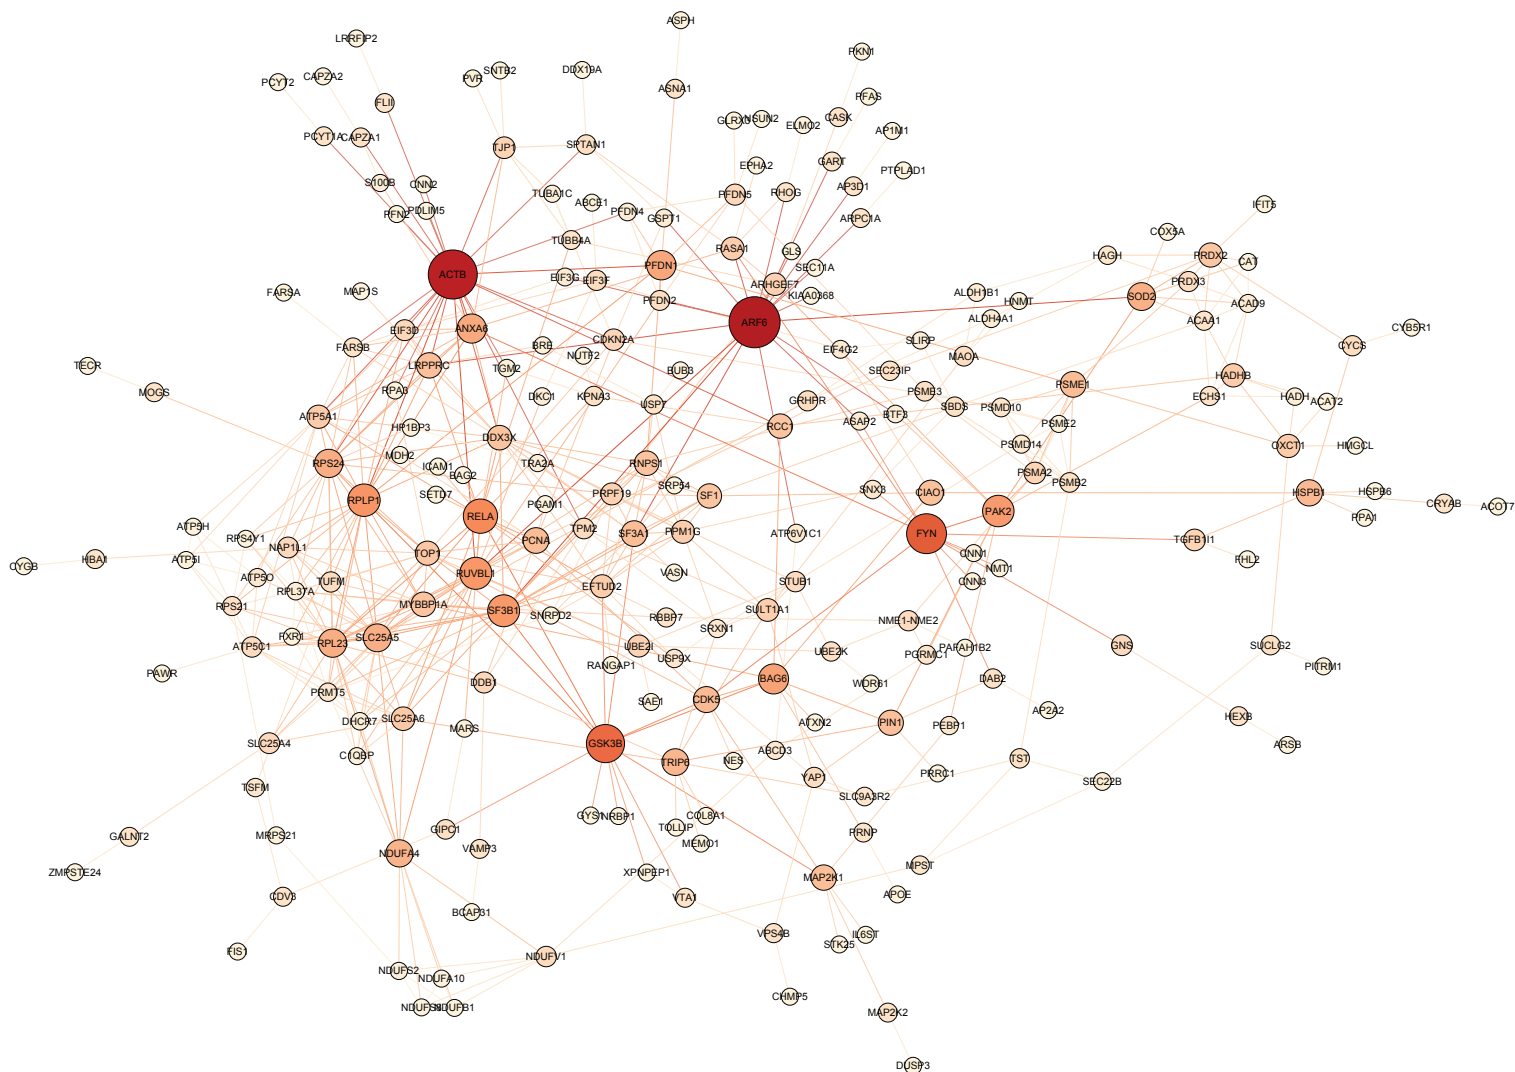 ASPH
LRRFIP2
PKN1
SNTB2
DDX19A
PVR
CAPZA2
PCYT2
ASNA1
PFAS
FLII
CASK
GLRX3
NSUN2
ELMO2
AP1M1
PCYT1A
CAPZA1
TJP1
SPTAN1
EPHA2
GART
PTPLAD1
S100B
CNN2
TUBA1C
ABCE1
PFDN5
RHOG
AP3D1
PFN2
PDLIM5
PFDN4
GSPT1
ARPC1A
IFIT5
COX5A
TUBB4A
RASA1
GLS
HAGH
PRDX2
CAT
ACTB
EIF3G
EIF3F
PFDN1
SEC11A
ARHGEF7
PRDX3
FARSA
MAP1S
PFDN2
KIAA0368
ALDH1B1
HNMT
SOD2
ACAD9
ARF6
ALDH4A1
ACAA1
EIF3D
ANXA6
CDKN2A
CYB5R1
FARSB
BRE
NUTF2
EIF4G2
SLIRP
MAOA
CYCS
TECR
LRPPRC
TGM2
BUB3
SEC23IP
HADHB
MOGS
RPA3
DKC1
KPNA3
USP7
GRHPR
PSME3
SBDS
PSMD10
PSME1
ECHS1
HADH
ACAT2
ATP5A1
HP1BP3
DDX3X
RCC1
ASAP2
BTF3
PSME2
PSMD14
OXCT1
HMGCL
MDH2
ICAM1
BAG2
TRA2A
RNPS1
SRP54
RPS24
SETD7
PSMA2
PSMB2
RPLP1
PGAM1
PRPF19
SF1
SNX3
CIAO1
HSPB1
HSPB6
CRYAB
ACOT7
PAK2
PPA1
RELA
ATP5H
RPS4Y1
TPM2
SF3A1
PPM1G
ATP6V1C1
FYN
TGFB1I1
FHL2
CYGB
HBA1
ATP5I
NAP1L1
TOP1
PCNA
CNN1
NMT1
CNN3
ATP5O
TUFM
RUVBL1
VASN
STUB1
RPS21
RPL37A
MYBBP1A
SF3B1
SNRPD2
EFTUD2
RBBP7
SULT1A1
NME1-NME2
FXR1
RPL23
SLC25A5
SRXN1
ATP5C1
UBE2I
USP9X
UBE2K
PGRMC1
PAFAH1B2
GNS
SUCLG2
PITRM1
PAWR
RANGAP1
PRMT5
DDB1
BAG6
WDR61
DAB2
SAE1
CDK5
DHCR7
SLC25A6
MARS
ATXN2
PIN1
PEBP1
AP2A2
HEXB
ARSB
SLC25A4
C1QBP
GSK3B
TRIP6
NES
ABCD3
YAP1
PRRC1
TST
SEC22B
TSFM
SLC9A3R2
GALNT2
MRPS21
GIPC1
GYS1
NRBP1
TOLLIP
COL8A1
MEMO1
PRNP
ZMPSTE24
NDUFA4
VAMP3
XPNPEP1
MAP2K1
MPST
APOE
CDV3
BCAP31
VTA1
FIS1
VPS4B
STK25
IL6ST
NDUFS2
NDUFA10
NDUFV1
CHMP5
NDUFB1
MAP2K2
DUSP3